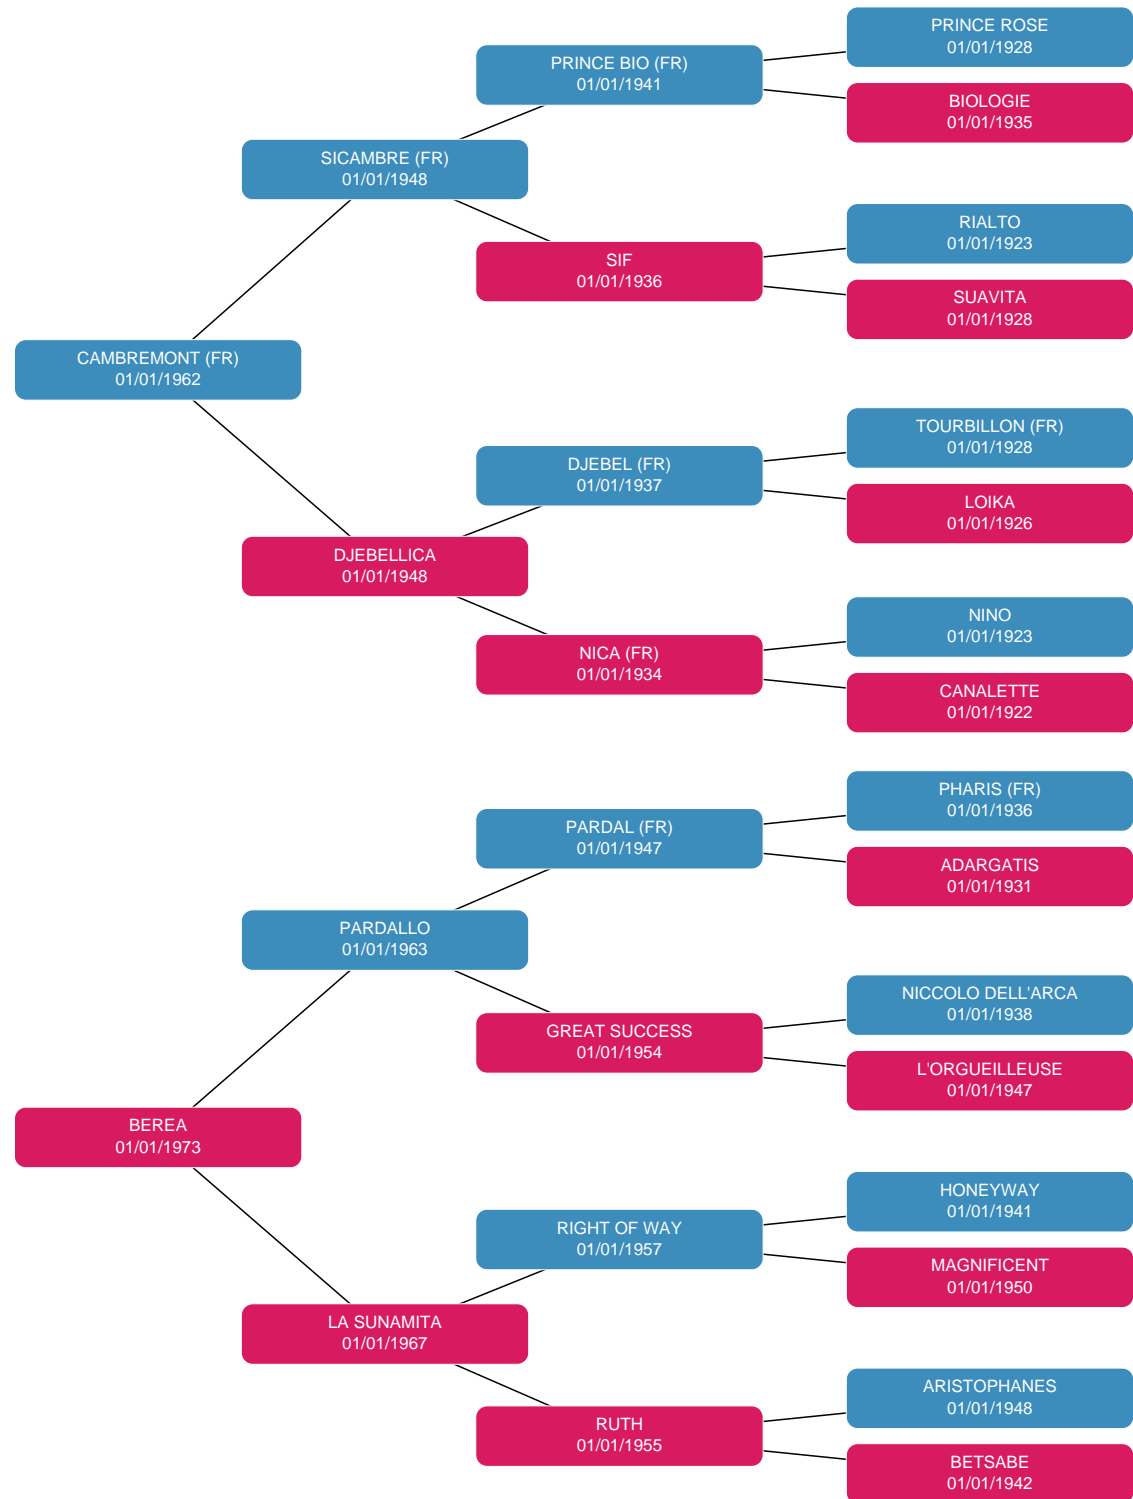 PRINCE ROSE
01/01/1928
PRINCE BIO (FR)
01/01/1941
BIOLOGIE
01/01/1935
SICAMBRE (FR)
01/01/1948
RIALTO
01/01/1923
SIF
01/01/1936
SUAVITA
01/01/1928
CAMBREMONT (FR)
01/01/1962
TOURBILLON (FR)
01/01/1928
DJEBEL (FR)
01/01/1937
LOIKA
01/01/1926
DJEBELLICA
01/01/1948
NINO
01/01/1923
NICA (FR)
01/01/1934
CANALETTE
01/01/1922
PHARIS (FR)
01/01/1936
PARDAL (FR)
01/01/1947
ADARGATIS
01/01/1931
PARDALLO
01/01/1963
NICCOLO DELL'ARCA
01/01/1938
GREAT SUCCESS
01/01/1954
L'ORGUEILLEUSE
01/01/1947
BEREA
01/01/1973
HONEYWAY
01/01/1941
RIGHT OF WAY
01/01/1957
MAGNIFICENT
01/01/1950
LA SUNAMITA
01/01/1967
ARISTOPHANES
01/01/1948
RUTH
01/01/1955
BETSABE
01/01/1942